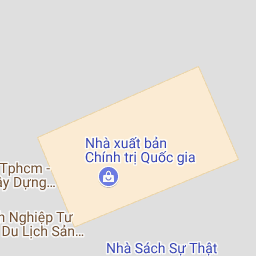 Nhà xuất bản
Chính trị Quốc gia
Tphcm -
ây Dựng...
n Nghiệp Tư
Du Lịch Sản...
Nhà Sách Sự Thật